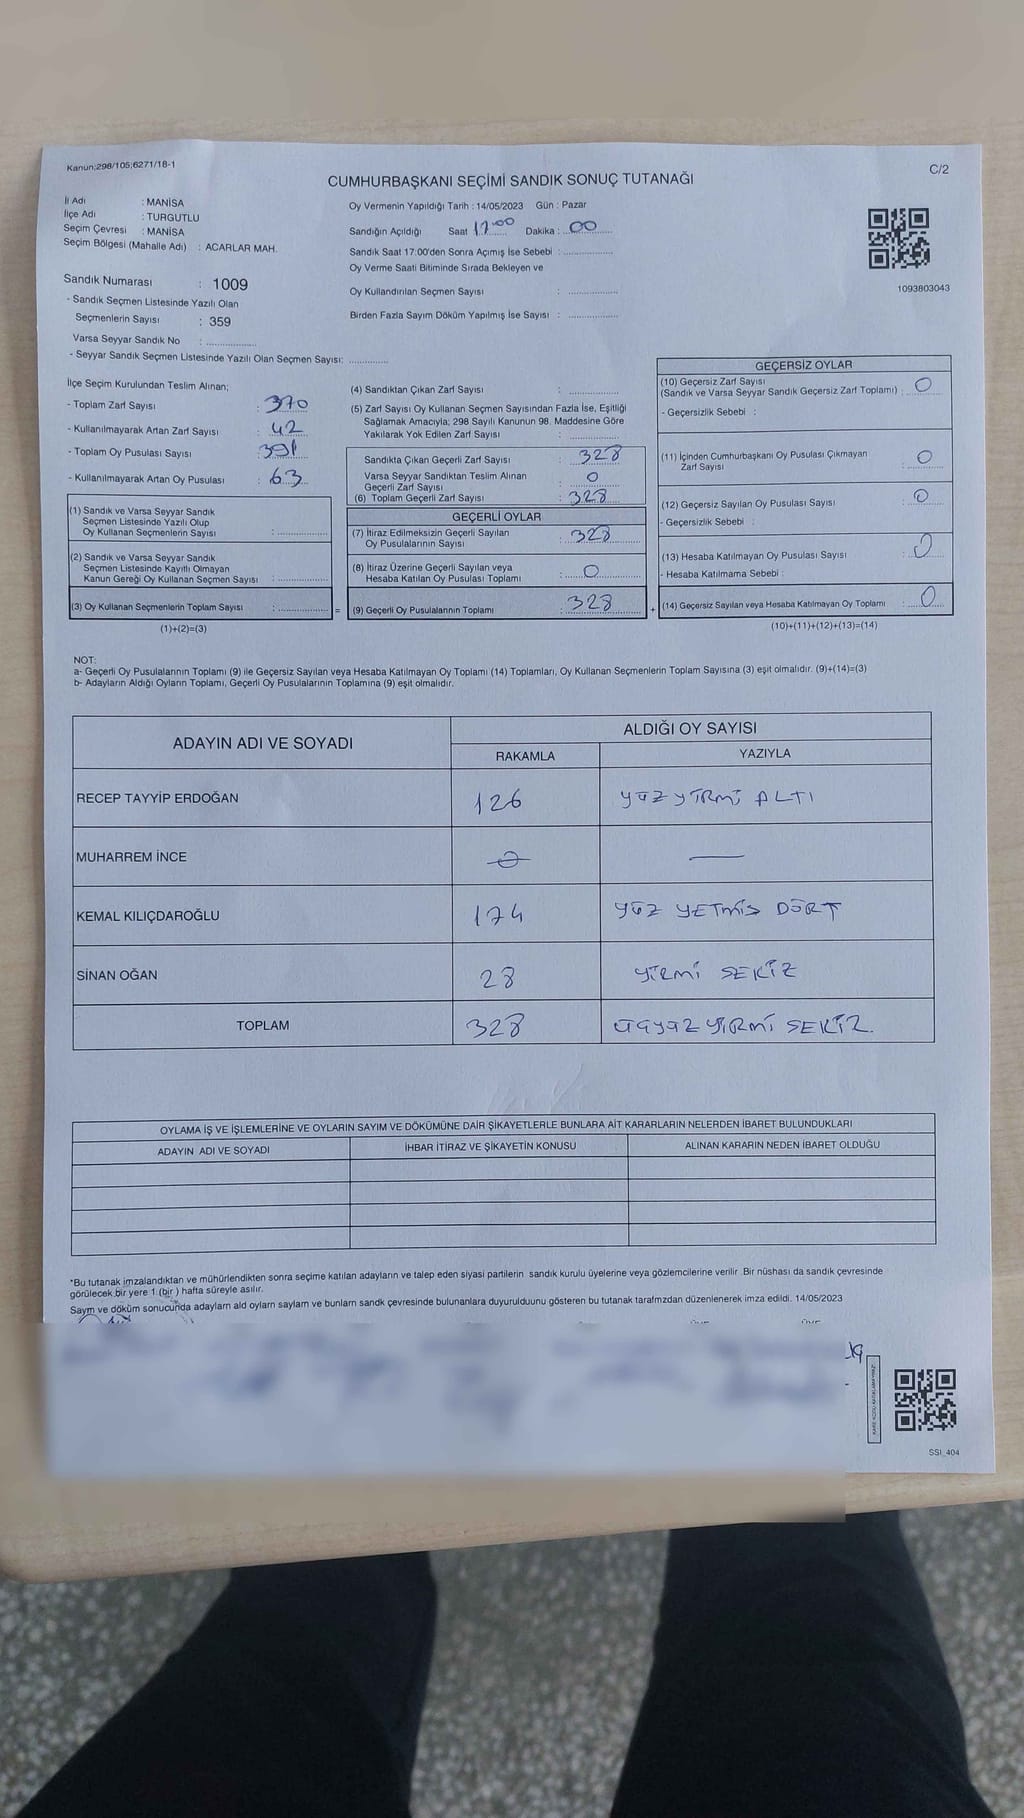 Kanun:298/105;6271/18-1
C/2
CUMHURBAŞKANI SEÇİMİ SANDIK SONUÇ TUTANAĞI
İl Adı : MANİSA
İlçe Adı : TURGUTLU
Seçim Çevresi : MANİSA
Seçim Bölgesi (Mahalle Adı) : ACARLAR MAH.
Sandık Numarası : 1009
- Sandık Seçmen Listesinde Yazılı Olan
Seçmenlerin Sayısı : 359
Varsa Seyyar Sandık No : ..................
- Seyyar Sandık Seçmen Listesinde Yazılı Olan Seçmen Sayısı: ..............
Oy Vermenin Yapıldığı Tarih : 14/05/2023 Gün : Pazar
Sandığın Açıldığı Saat 17.00 Dakika : 00
Sandık Saat 17:00'den Sonra Açımış İse Sebebi : ..................
Oy Verme Saati Bitiminde Sırada Bekleyen ve
Oy Kullandırılan Seçmen Sayısı : ..................
Birden Fazla Sayım Döküm Yapılmış İse Sayısı : ..................
1093803043
İlçe Seçim Kurulundan Teslim Alınan;
- Toplam Zarf Sayısı : 370
- Kullanılmayarak Artan Zarf Sayısı : 42
- Toplam Oy Pusulası Sayısı : 391
- Kullanılmayarak Artan Oy Pusulası : 63
(1) Sandık ve Varsa Seyyar Sandık
Seçmen Listesinde Yazılı Olup
Oy Kullanan Seçmenlerin Sayısı : ..................
(2) Sandık ve Varsa Seyyar Sandık
Seçmen Listesinde Kayıtlı Olmayan
Kanun Gereği Oy Kullanan Seçmen Sayısı : ..................
(3) Oy Kullanan Seçmenlerin Toplam Sayısı : .................. =
(1)+(2)=(3)
(4) Sandıktan Çıkan Zarf Sayısı : ..................
(5) Zarf Sayısı Oy Kullanan Seçmen Sayısından Fazla İse, Eşitliği
Sağlamak Amacıyla; 298 Sayılı Kanunun 98. Maddesine Göre
Yakılarak Yok Edilen Zarf Sayısı : ..................
Sandıkta Çıkan Geçerli Zarf Sayısı : 328
Varsa Seyyar Sandıktan Teslim Alınan
Geçerli Zarf Sayısı : 0
(6) Toplam Geçerli Zarf Sayısı : 328
GEÇERLİ OYLAR
(7) İtiraz Edilmeksizin Geçerli Sayılan
Oy Pusulalarının Sayısı : 328
(8) İtiraz Üzerine Geçerli Sayılan veya
Hesaba Katılan Oy Pusulası Toplamı : 0
(9) Geçerli Oy Pusulalarının Toplamı : 328 +
GEÇERSİZ OYLAR
(10) Geçersiz Zarf Sayısı
(Sandık ve Varsa Seyyar Sandık Geçersiz Zarf Toplamı) : 0
- Geçersizlik Sebebi :
(11) İçinden Cumhurbaşkanı Oy Pusulası Çıkmayan
Zarf Sayısı : 0
(12) Geçersiz Sayılan Oy Pusulası Sayısı : 0
- Geçersizlik Sebebi :
(13) Hesaba Katılmayan Oy Pusulası Sayısı : 0
- Hesaba Katılmama Sebebi :
(14) Geçersiz Sayılan veya Hesaba Katılmayan Oy Toplamı : 0
(10)+(11)+(12)+(13)=(14)
NOT:
a- Geçerli Oy Pusulalarının Toplamı (9) ile Geçersiz Sayılan veya Hesaba Katılmayan Oy Toplamı (14) Toplamları, Oy Kullanan Seçmenlerin Toplam Sayısına (3) eşit olmalıdır. (9)+(14)=(3)
b- Adayların Aldığı Oyların Toplamı, Geçerli Oy Pusulalarının Toplamına (9) eşit olmalıdır.
ADAYIN ADI VE SOYADI
ALDIĞI OY SAYISI
RAKAMLA YAZIYLA
RECEP TAYYİP ERDOĞAN 126 YÜZ YİRMİ ALTI
MUHARREM İNCE 0 —
KEMAL KILIÇDAROĞLU 174 YÜZ YETMİŞ DÖRT
SİNAN OĞAN 28 YİRMİ SEKİZ
TOPLAM 328 ÜÇYÜZ YİRMİ SEKİZ.
OYLAMA İŞ VE İŞLEMLERİNE VE OYLARIN SAYIM VE DÖKÜMÜNE DAİR ŞİKAYETLERLE BUNLARA AİT KARARLARIN NELERDEN İBARET BULUNDUKLARI
ADAYIN ADI VE SOYADI İHBAR İTİRAZ VE ŞİKAYETİN KONUSU ALINAN KARARIN NEDEN İBARET OLDUĞU
*Bu tutanak imzalandıktan ve mühürlendikten sonra seçime katılan adayların ve talep eden siyasi partilerin sandık kurulu üyelerine veya gözlemcilerine verilir. Bir nüshası da sandık çevresinde
görülecek bir yere 1 (bir ) hafta süreyle asılır.
Saym ve döküm sonucunda adaylarn ald oylarn saylarn ve bunlarn sandk çevresinde bulunanlara duyurulduunu gösteren bu tutanak tarafmzdan düzenlenerek imza edildi. 14/05/2023
SSI_404